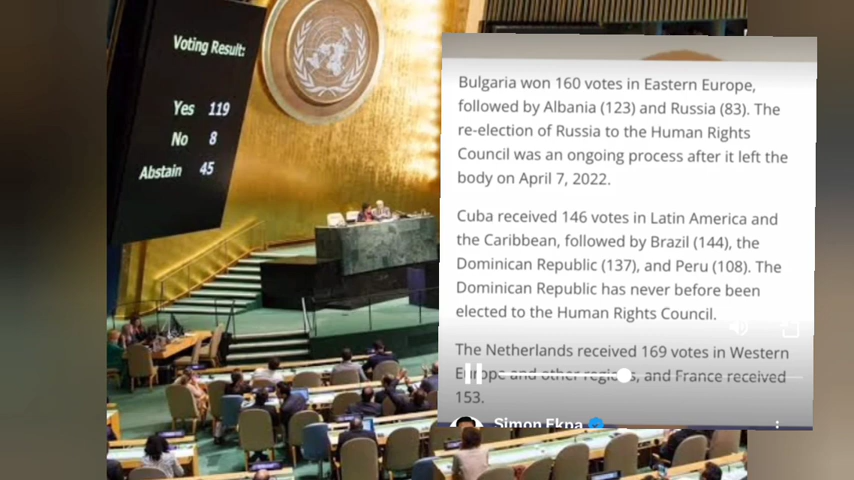 Voting Result:
Yes 119
No 8
Abstain 45
Bulgaria won 160 votes in Eastern Europe,
followed by Albania (123) and Russia (83). The
re-election of Russia to the Human Rights
Council was an ongoing process after it left the
body on April 7, 2022.
Cuba received 146 votes in Latin America and
the Caribbean, followed by Brazil (144), the
Dominican Republic (137), and Peru (108). The
Dominican Republic has never before been
elected to the Human Rights Council.
The Netherlands received 169 votes in Western
Europe and other regions, and France received
153.
Simon Ekpa